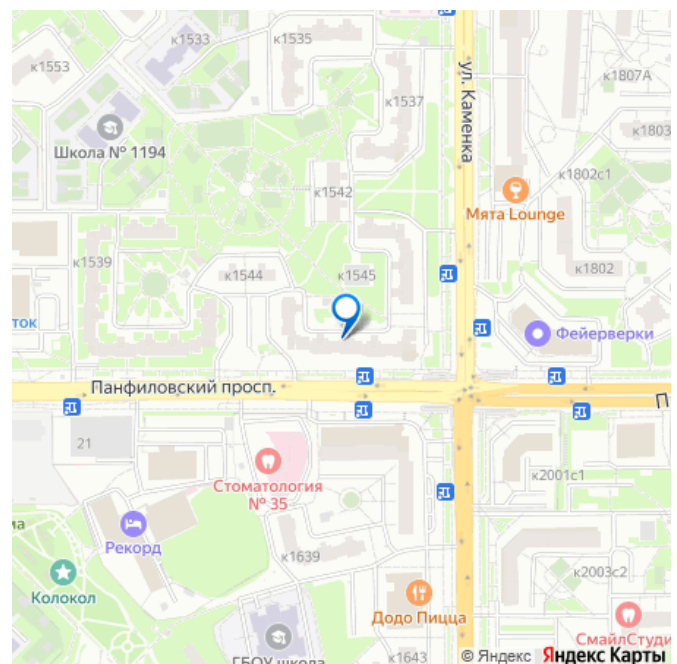 к1533
к1535
к1553
к1807А
ул. Каменка
к1537
к1803
Школа № 1194
к1802с1
к1542
Мята Lounge
к1539
к1544
к1545
к1802
ток
Фейерверки
Панфиловский просп.
П
21
к2001с1
Стоматология
№ 35
ма
Рекорд
к1639
к2003с2
Колокол
Додо Пицца
СмайлСтуди
ГБОУ школа
к1643
© Яндекс Яндекс Карты